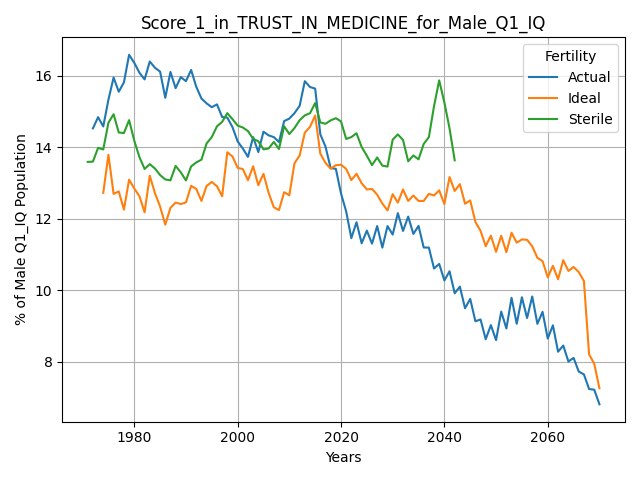 Score_1_in_TRUST_IN_MEDICINE_for_Male_Q1_IQ
Fertility
Actual
Ideal
Sterile
% of Male Q1_IQ Population
16
14
12
10
8
1980
2000
2020
2040
2060
Years